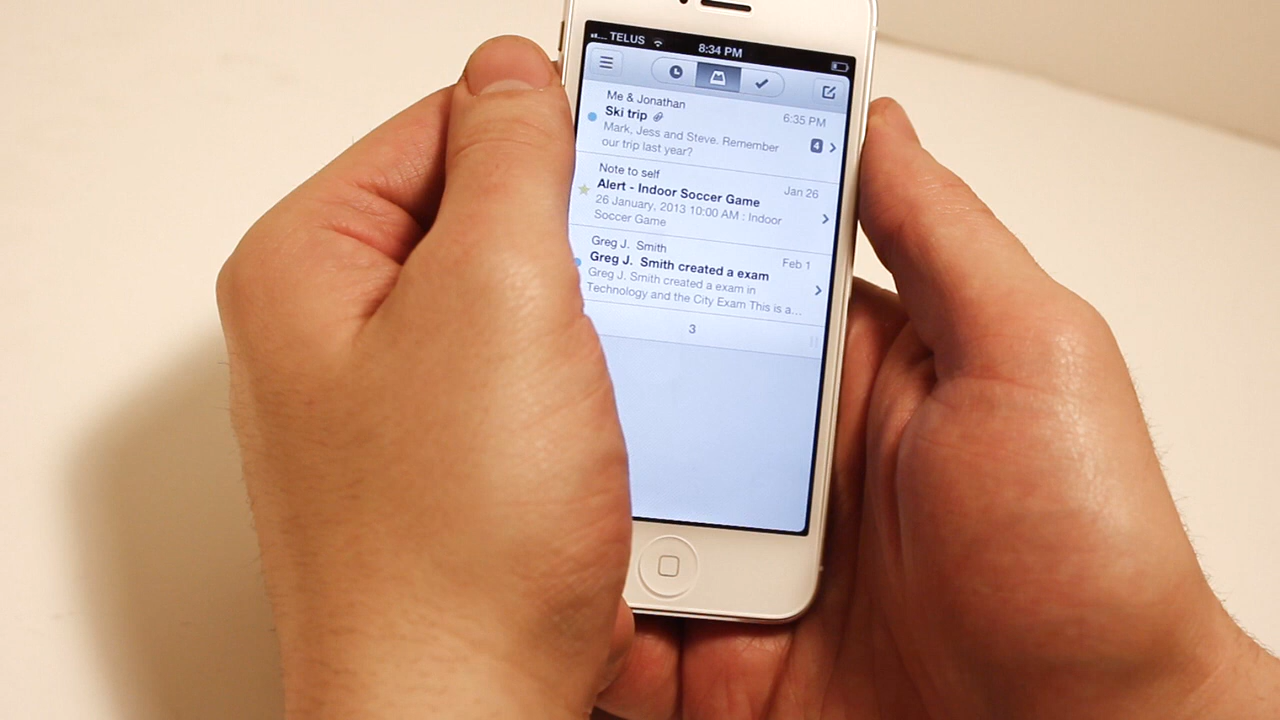 TELUS 8:34 PM
Me & Jonathan
Ski trip 6:35 PM
Mark, Jess and Steve. Remember
our trip last year? 4
Note to self
Alert - Indoor Soccer Game Jan 26
26 January, 2013 10:00 AM : Indoor
Soccer Game
Greg J. Smith
Greg J. Smith created a exam Feb 1
Greg J. Smith created a exam in
Technology and the City Exam This is a...
3